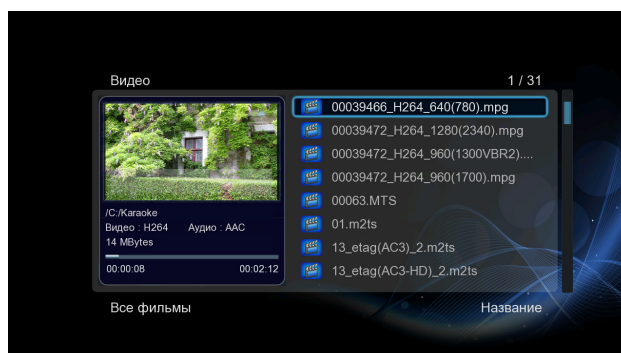 Видео
1 / 31
/C:/Karaoke
Видео : H264 Аудио : AAC
14 MBytes
00:00:08 00:02:12
00039466_H264_640(780).mpg
00039472_H264_1280(2340).mpg
00039472_H264_960(1300VBR2)....
00039472_H264_960(1700).mpg
00063.MTS
01.m2ts
13_etag(AC3)_2.m2ts
13_etag(AC3-HD)_2.m2ts
Все фильмы
Название